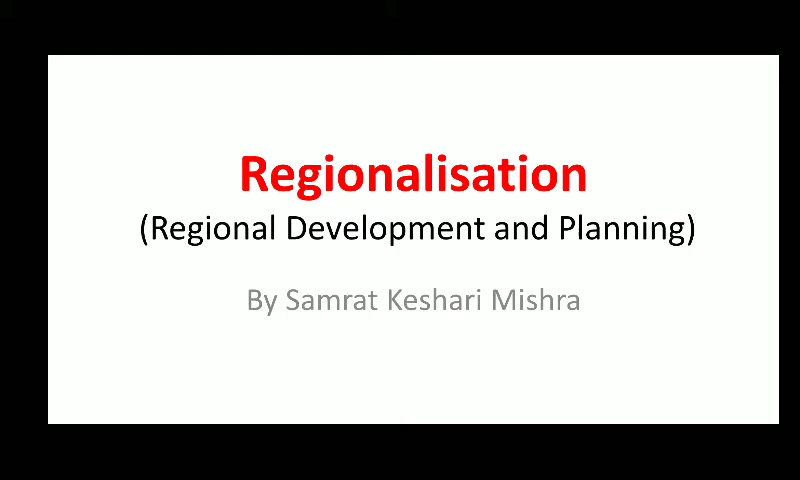 Regionalisation
(Regional Development and Planning)
By Samrat Keshari Mishra